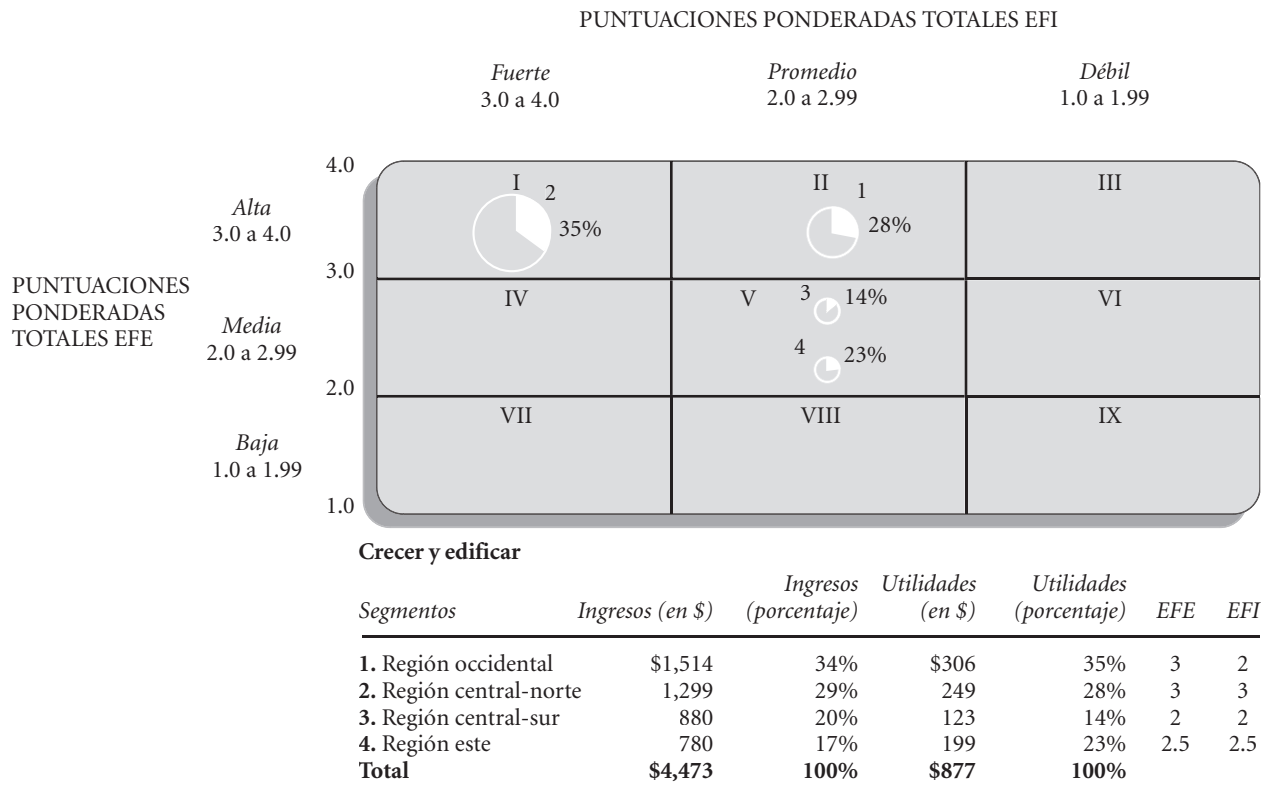 PUNTUACIONES PONDERADAS TOTALES EFI
Fuerte Promedio Débil
3.0 a 4.0 2.0 a 2.99 1.0 a 1.99
4.0
I 2 35%
II 1 28%
III
Alta
3.0 a 4.0
3.0
PUNTUACIONES
PONDERADAS
TOTALES EFE
IV
V 3 14%
4 23%
VI
Media
2.0 a 2.99
2.0
VII VIII IX
Baja
1.0 a 1.99
1.0
Crecer y edificar
Ingresos Utilidades Utilidades
Segmentos Ingresos (en $) (porcentaje) (en $) (porcentaje) EFE EFI
1. Región occidental $1,514 34% $306 35% 3 2
2. Región central-norte 1,299 29% 249 28% 3 3
3. Región central-sur 880 20% 123 14% 2 2
4. Región este 780 17% 199 23% 2.5 2.5
Total $4,473 100% $877 100%